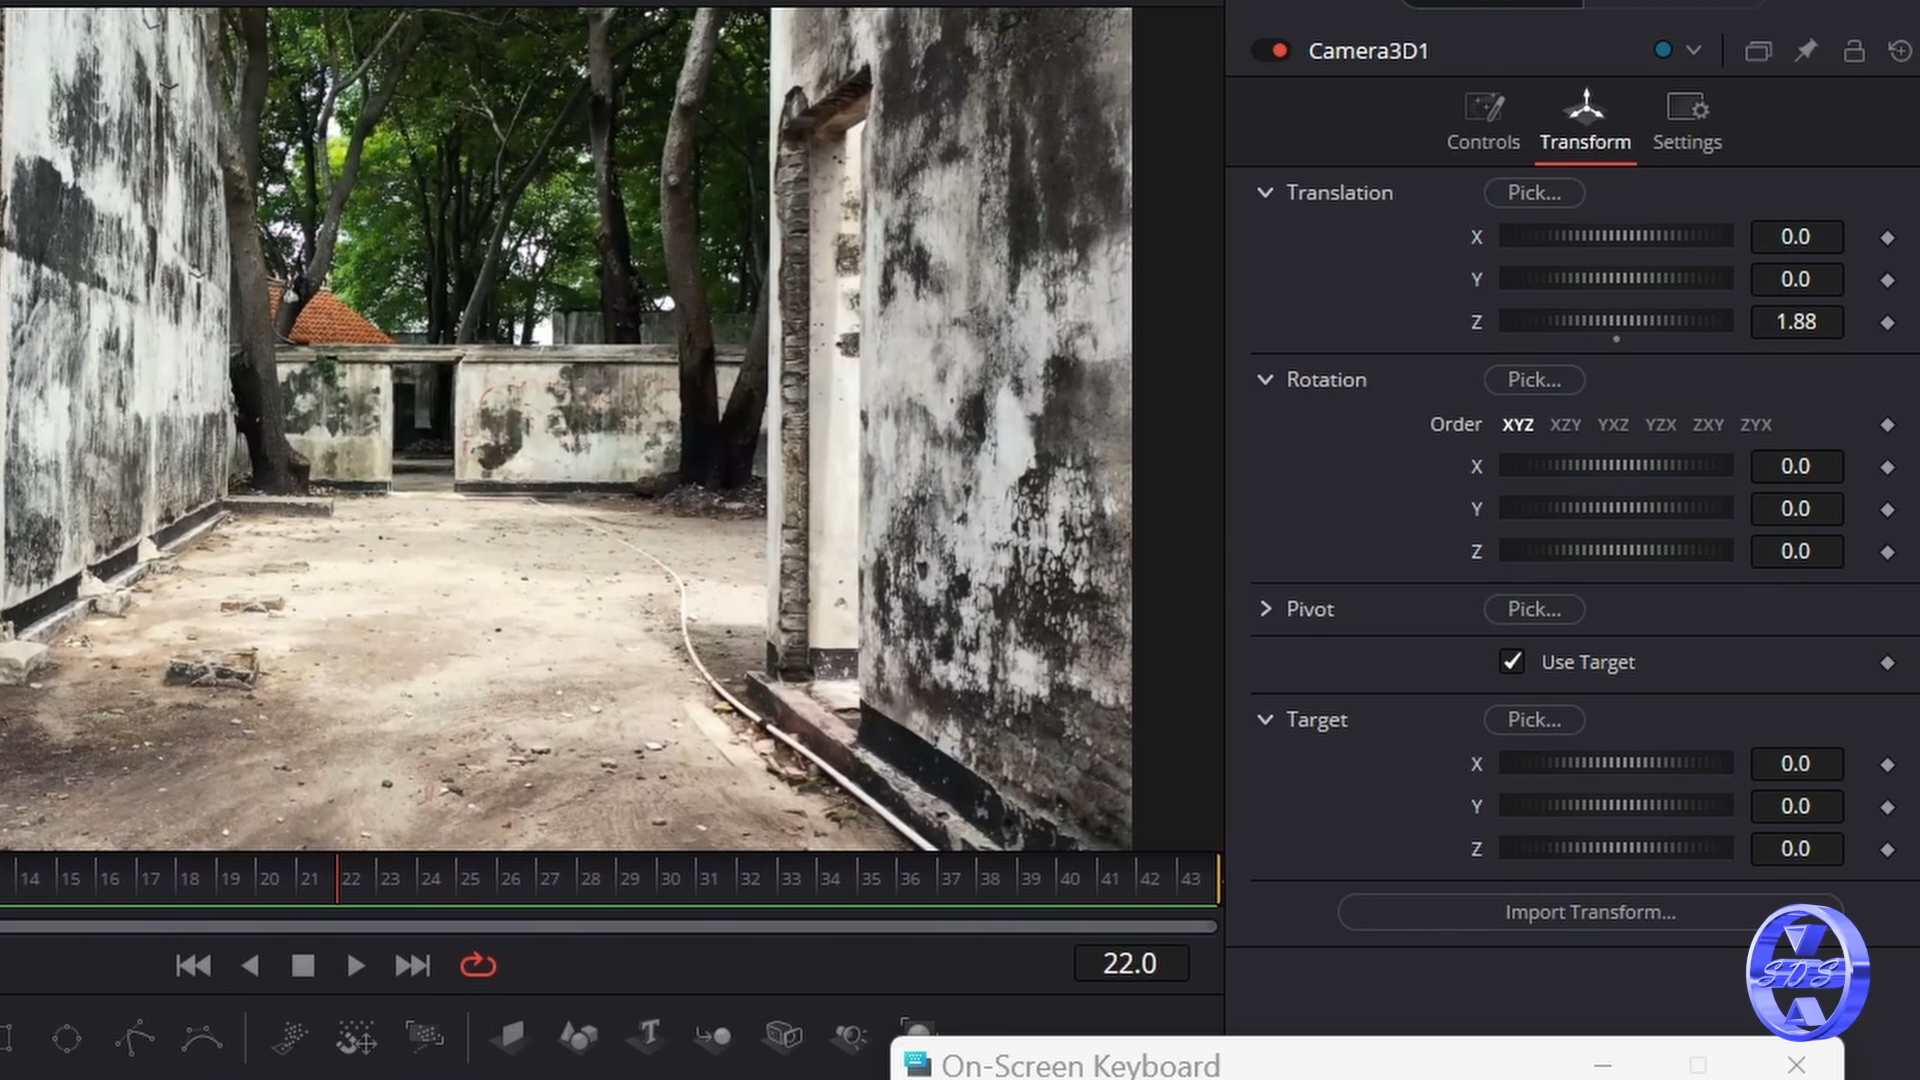 Camera3D1
Controls Transform Settings
Translation Pick...
X 0.0
Y 0.0
Z 1.88
Rotation Pick...
Order XYZ XZY YXZ YZX ZXY ZYX
X 0.0
Y 0.0
Z 0.0
Pivot Pick...
Use Target
Target Pick...
X 0.0
Y 0.0
Z 0.0
Import Transform...
14 15 16 17 18 19 20 21 22 23 24 25 26 27 28 29 30 31 32 33 34 35 36 37 38 39 40 41 42 43
22.0
SDS
T
On-Screen Keyboard